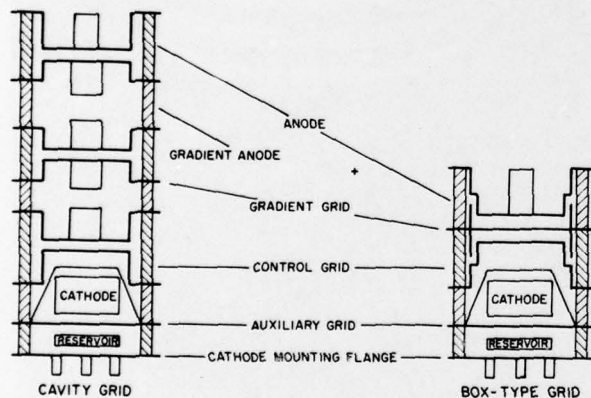 ANODE
GRADIENT ANODE
GRADIENT GRID
CONTROL GRID
CATHODE
CATHODE
AUXILIARY GRID
RESERVOIR
RESERVOIR
CATHODE MOUNTING FLANGE
CAVITY GRID
BOX-TYPE GRID